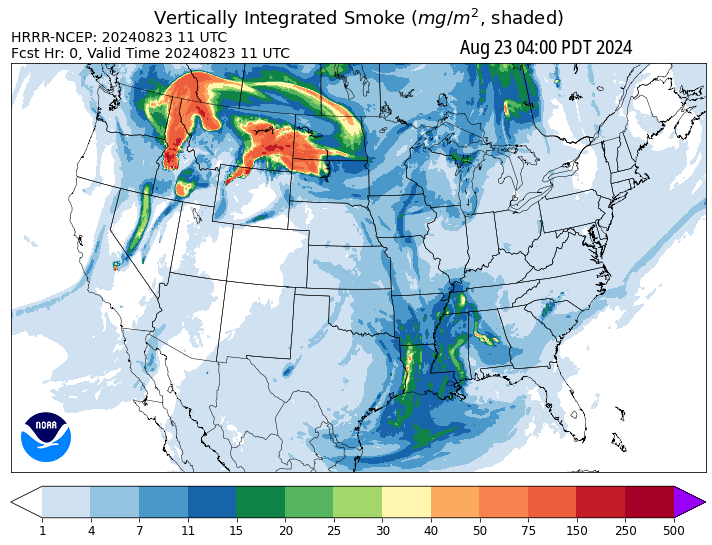 Vertically Integrated Smoke (mg/m², shaded)
HRRR-NCEP: 20240823 11 UTC
Fcst Hr: 0, Valid Time 20240823 11 UTC
Aug 23 04:00 PDT 2024
NOAA
1 4 7 11 15 20 25 30 40 50 75 150 250 500